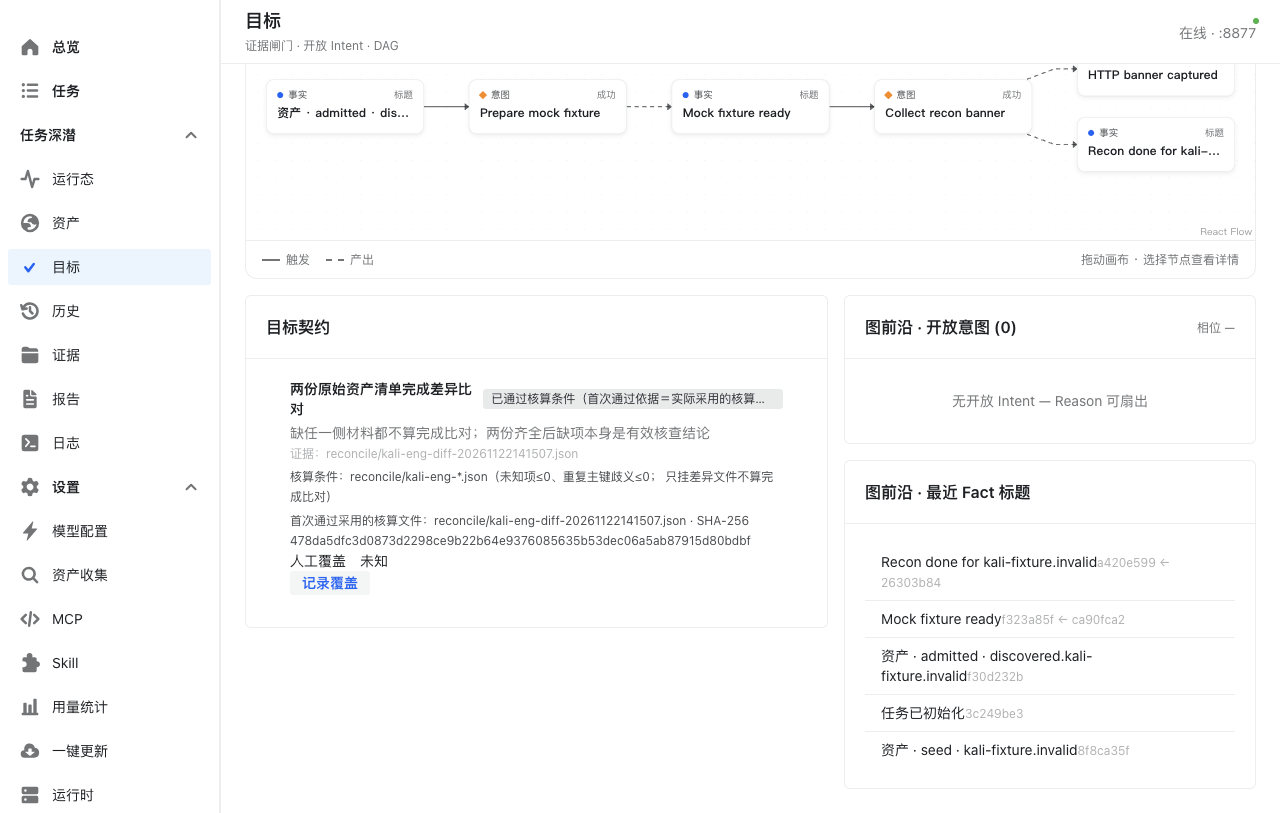 总览
任务
任务深潜
运行态
资产
目标
历史
证据
报告
日志
设置
模型配置
资产收集
MCP
Skill
用量统计
一键更新
运行时
目标
证据闸门 · 开放 Intent · DAG
在线 · :8877
事实 标题
资产 · admitted · dis...
意图 成功
Prepare mock fixture
事实 标题
Mock fixture ready
意图 成功
Collect recon banner
HTTP banner captured
事实 标题
Recon done for kali-...
React Flow
触发 产出
拖动画布 · 选择节点查看详情
目标契约
两份原始资产清单完成差异比
对
已通过核算条件（首次通过依据＝实际采用的核算...
缺任一侧材料都不算完成比对；两份齐全后缺项本身是有效核查结论
证据：reconcile/kali-eng-diff-20261122141507.json
核算条件：reconcile/kali-eng-*.json（未知项≤0、重复主键歧义≤0； 只挂差异文件不算完
成比对）
首次通过采用的核算文件：reconcile/kali-eng-diff-20261122141507.json · SHA-256
478da5dfc3d0873d2298ce9b22b64e9376085635b53dec06a5ab87915d80bdbf
人工覆盖 未知
记录覆盖
图前沿 · 开放意图 (0)
相位 —
无开放 Intent — Reason 可扇出
图前沿 · 最近 Fact 标题
Recon done for kali-fixture.invalida420e599 ←
26303b84
Mock fixture readyf323a85f ← ca90fca2
资产 · admitted · discovered.kali-
fixture.invalidf30d232b
任务已初始化3c249be3
资产 · seed · kali-fixture.invalid8f8ca35f